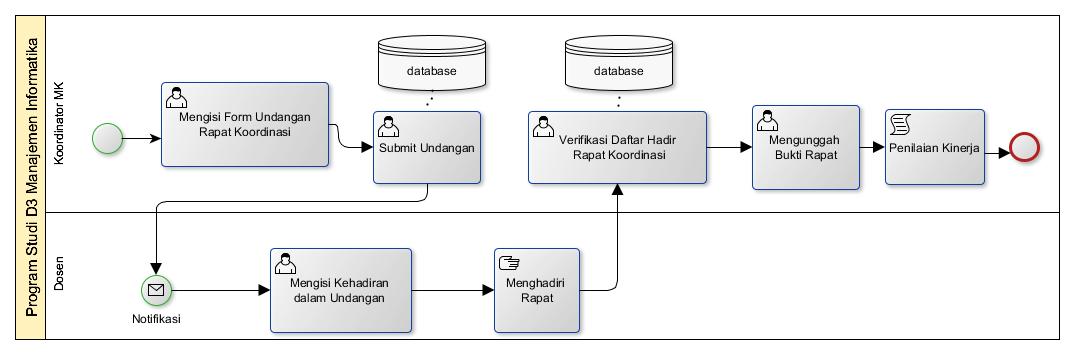 Program Studi D3 Manajemen Informatika
Koordinator MK
Mengisi Form Undangan
Rapat Koordinasi
database
Submit Undangan
database
Verifikasi Daftar Hadir
Rapat Koordinasi
Mengunggah
Bukti Rapat
Penilaian Kinerja
Dosen
Notifikasi
Mengisi Kehadiran
dalam Undangan
Menghadiri
Rapat